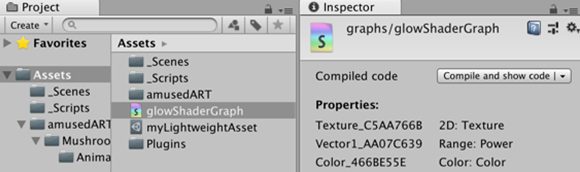 Project
Create
Favorites
Assets
_Scenes
_Scripts
amusedART
Mushroo
Anima
Assets
_Scenes
_Scripts
amusedART
glowShaderGraph
myLightweightAsset
Plugins
Inspector
S
graphs/glowShaderGraph
Compiled code
Compile and show code
Properties:
Texture_C5AA766B 2D: Texture
Vector1_AA07C639 Range: Power
Color_466BE55E Color: Color